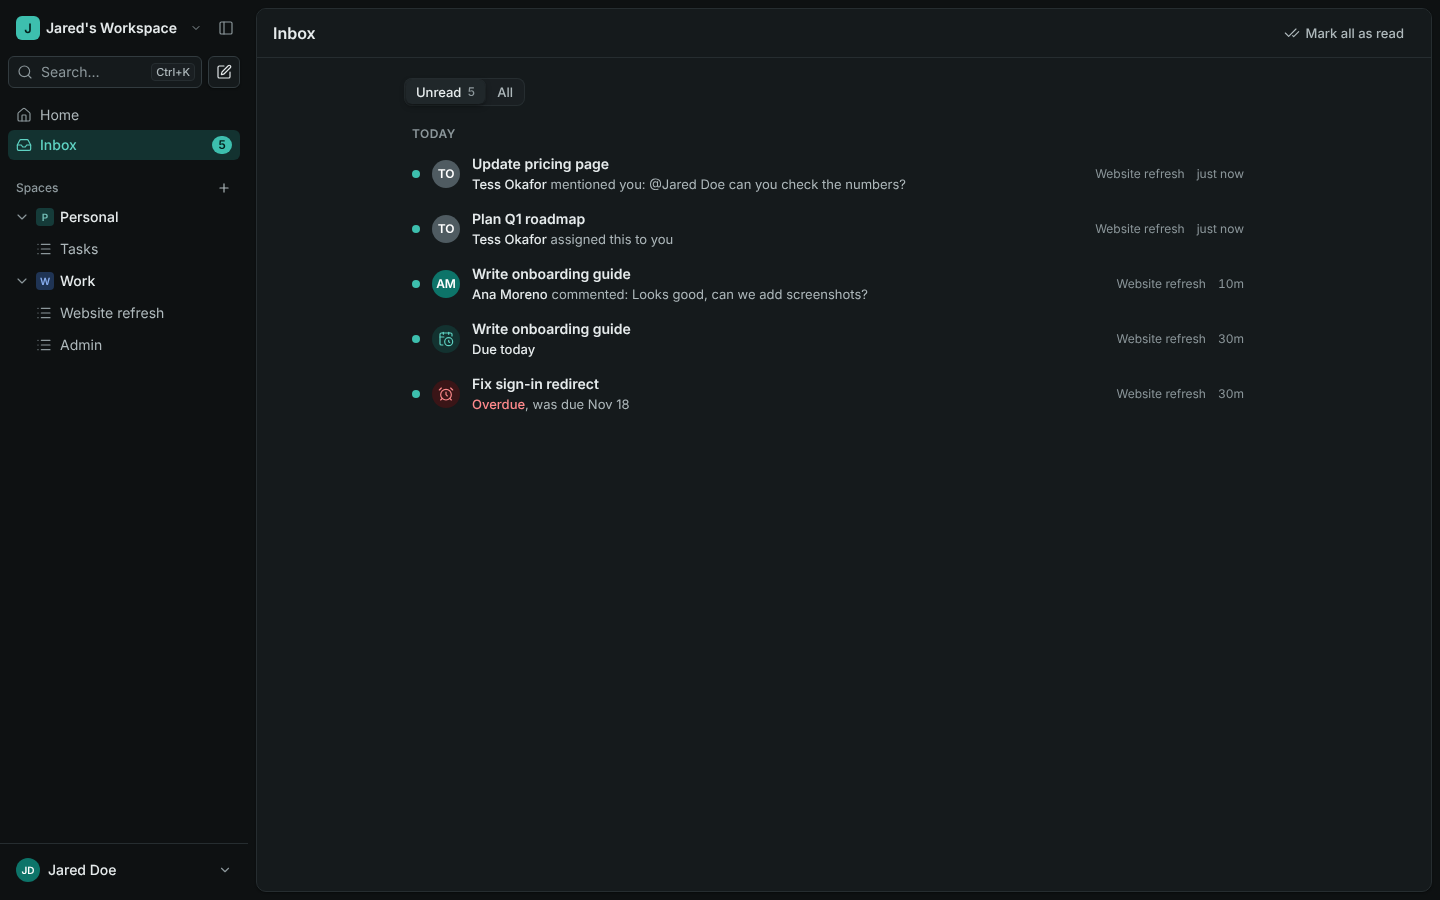 J Jared's Workspace
Search... Ctrl+K
Home
Inbox 5
Spaces
P Personal
Tasks
W Work
Website refresh
Admin
JD Jared Doe
Inbox
Mark all as read
Unread 5 All
TODAY
TO Update pricing page
Tess Okafor mentioned you: @Jared Doe can you check the numbers?
Website refresh just now
TO Plan Q1 roadmap
Tess Okafor assigned this to you
Website refresh just now
AM Write onboarding guide
Ana Moreno commented: Looks good, can we add screenshots?
Website refresh 10m
Write onboarding guide
Due today
Website refresh 30m
Fix sign-in redirect
Overdue, was due Nov 18
Website refresh 30m